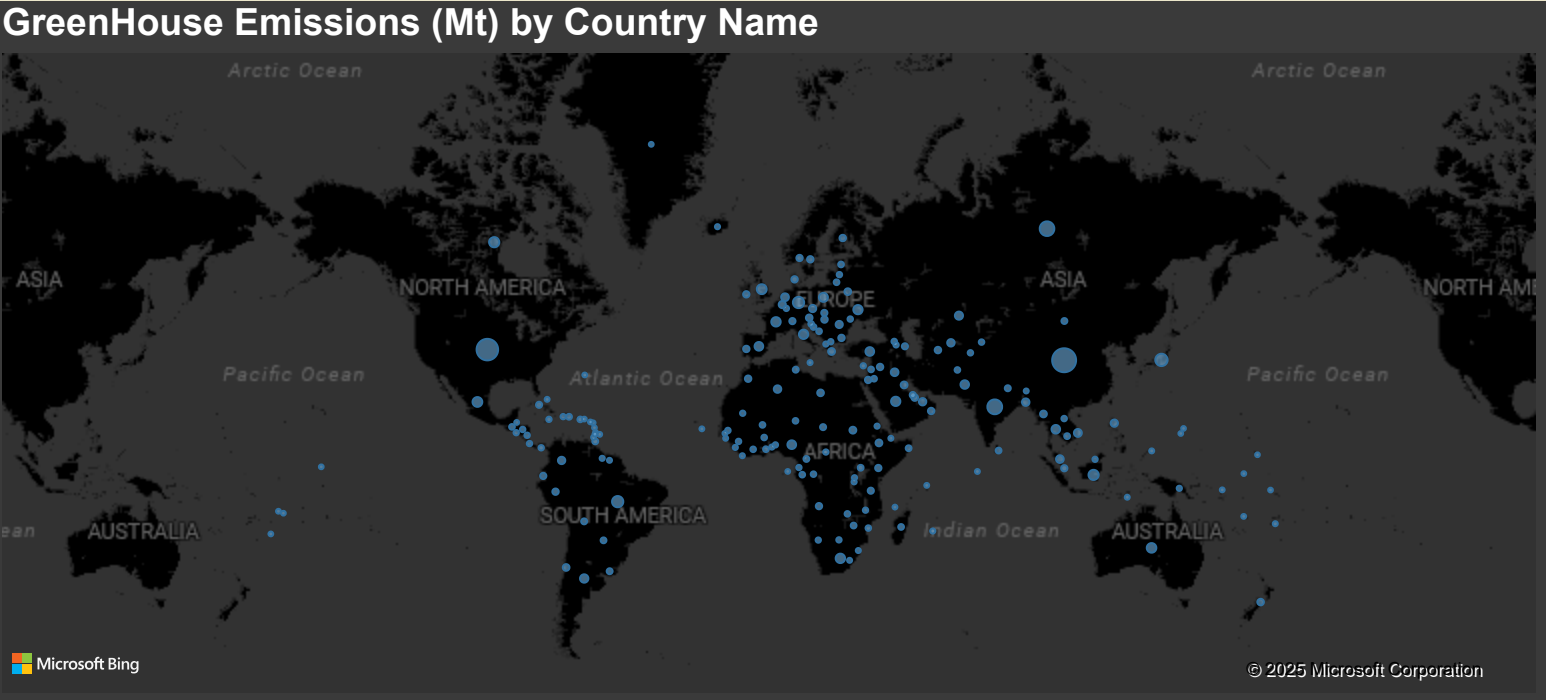 GreenHouse Emissions (Mt) by Country Name
Arctic Ocean
Arctic Ocean
ASIA
NORTH AMERICA
EUROPE
ASIA
NORTH AME
Pacific Ocean
Atlantic Ocean
Pacific Ocean
AFRICA
SOUTH AMERICA
ean
AUSTRALIA
Indian Ocean
AUSTRALIA
Microsoft Bing
© 2025 Microsoft Corporation